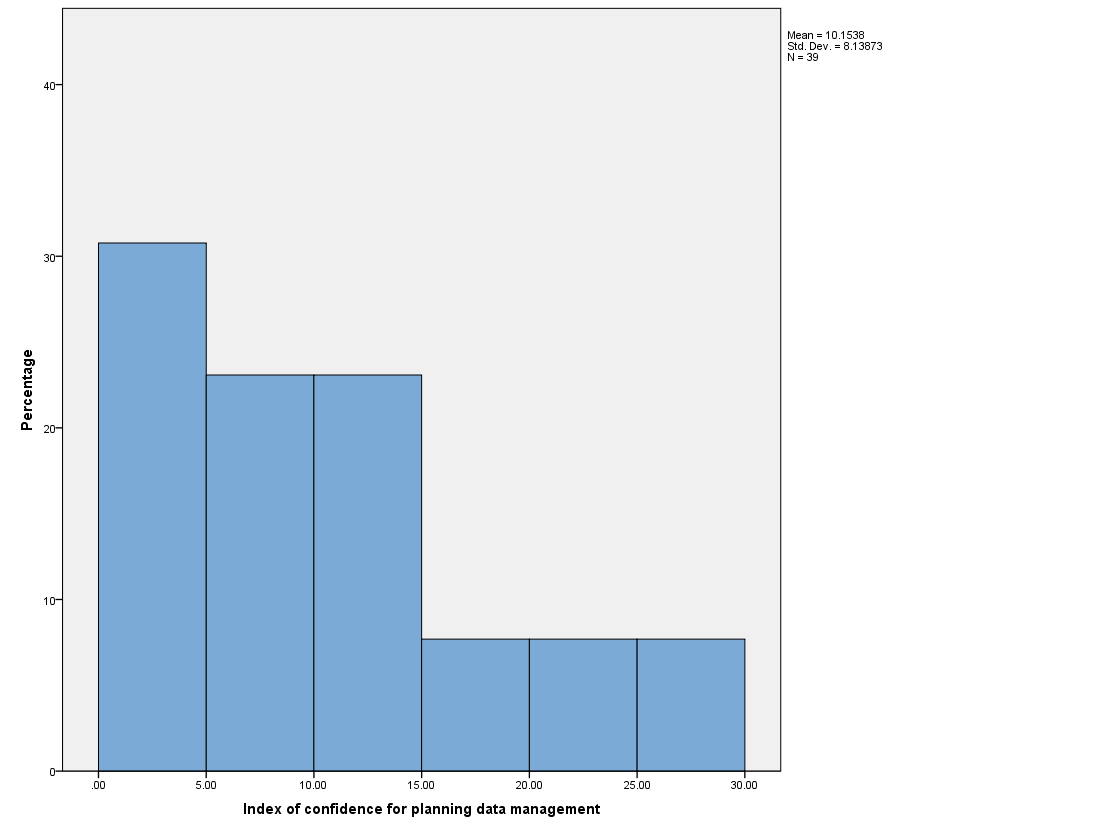 Mean = 10.1538
Std. Dev. = 8.13873
N = 39
40
30
20
10
0
Percentage
.00 5.00 10.00 15.00 20.00 25.00 30.00
Index of confidence for planning data management